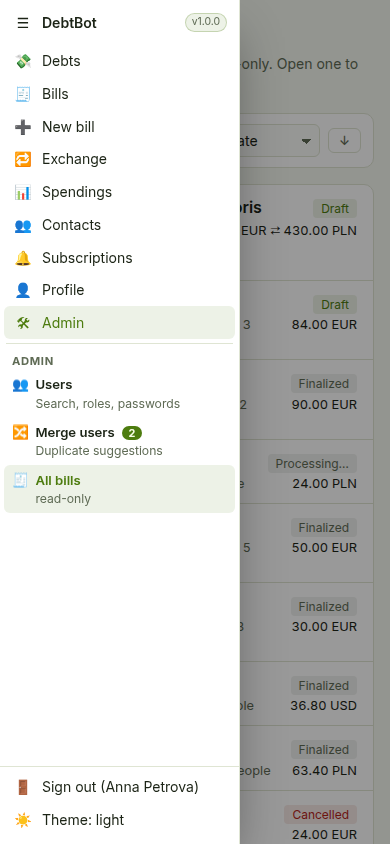 ☰ DebtBot v1.0.0
💸 Debts
🧾 Bills
➕ New bill
🔁 Exchange
📊 Spendings
👥 Contacts
🔔 Subscriptions
👤 Profile
🛠 Admin
ADMIN
👥 Users
Search, roles, passwords
🔀 Merge users 2
Duplicate suggestions
🧾 All bills
read-only
🚪 Sign out (Anna Petrova)
☀️ Theme: light
only. Open one to
ate ↓
oris Draft
EUR ⇄ 430.00 PLN
Draft
3 84.00 EUR
Finalized
2 90.00 EUR
Processing...
e 24.00 PLN
Finalized
5 50.00 EUR
Finalized
30.00 EUR
Finalized
ple 36.80 USD
Finalized
eople 63.40 PLN
Cancelled
24.00 EUR